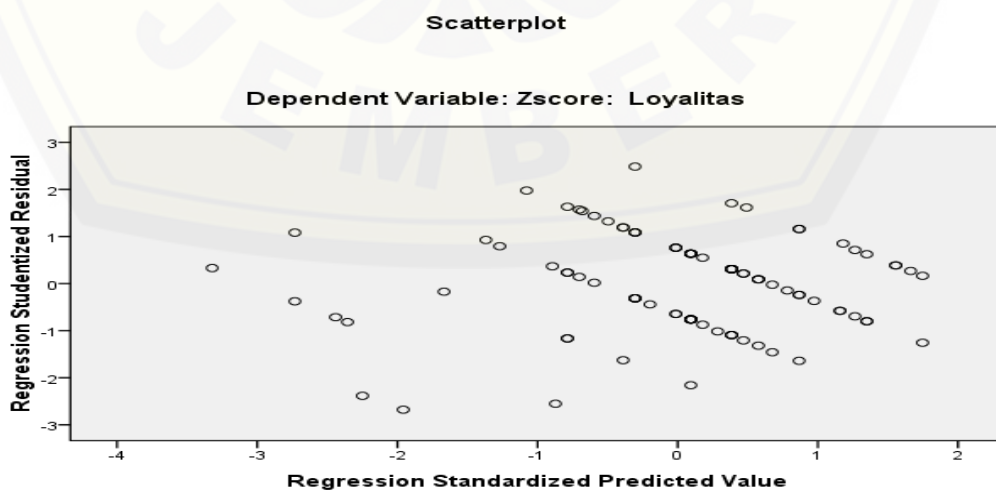 Scatterplot
JEMBER
Dependent Variable: Zscore: Loyalitas
Regression Studentized Residual
3
2
1
0
-1
-2
-3
-4 -3 -2 -1 0 1 2
Regression Standardized Predicted Value